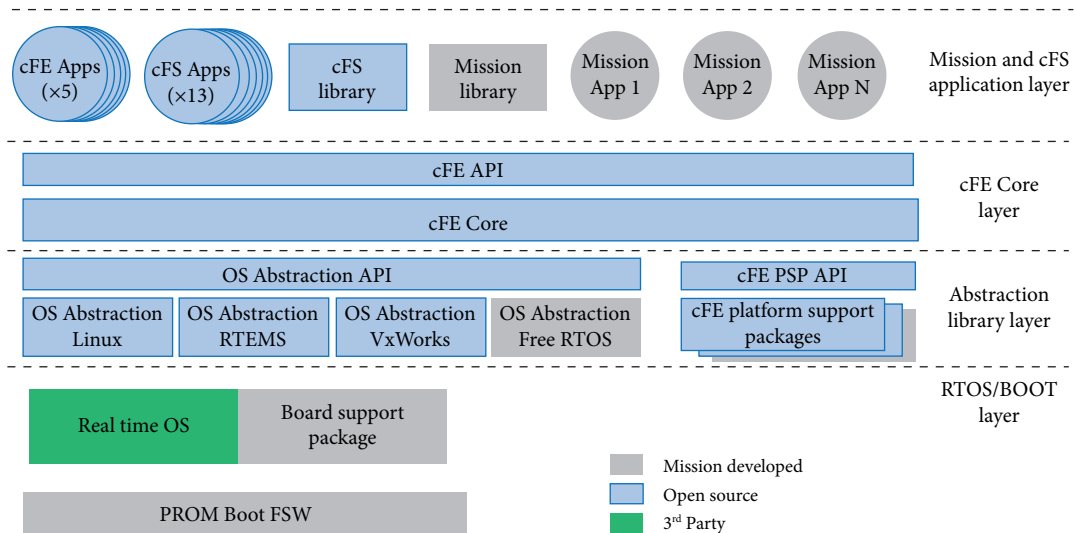 cFE Apps
(×5)
cFS Apps
(×13)
cFS
library
Mission
library
Mission
App 1
Mission
App 2
Mission
App N
Mission and cFS
application layer
cFE API
cFE Core
cFE Core
layer
OS Abstraction API
cFE PSP API
OS Abstraction
Linux
OS Abstraction
RTEMS
OS Abstraction
VxWorks
OS Abstraction
Free RTOS
cFE platform support
packages
Abstraction
library layer
RTOS/BOOT
layer
Real time OS
Board support
package
PROM Boot FSW
Mission developed
Open source
3rd Party